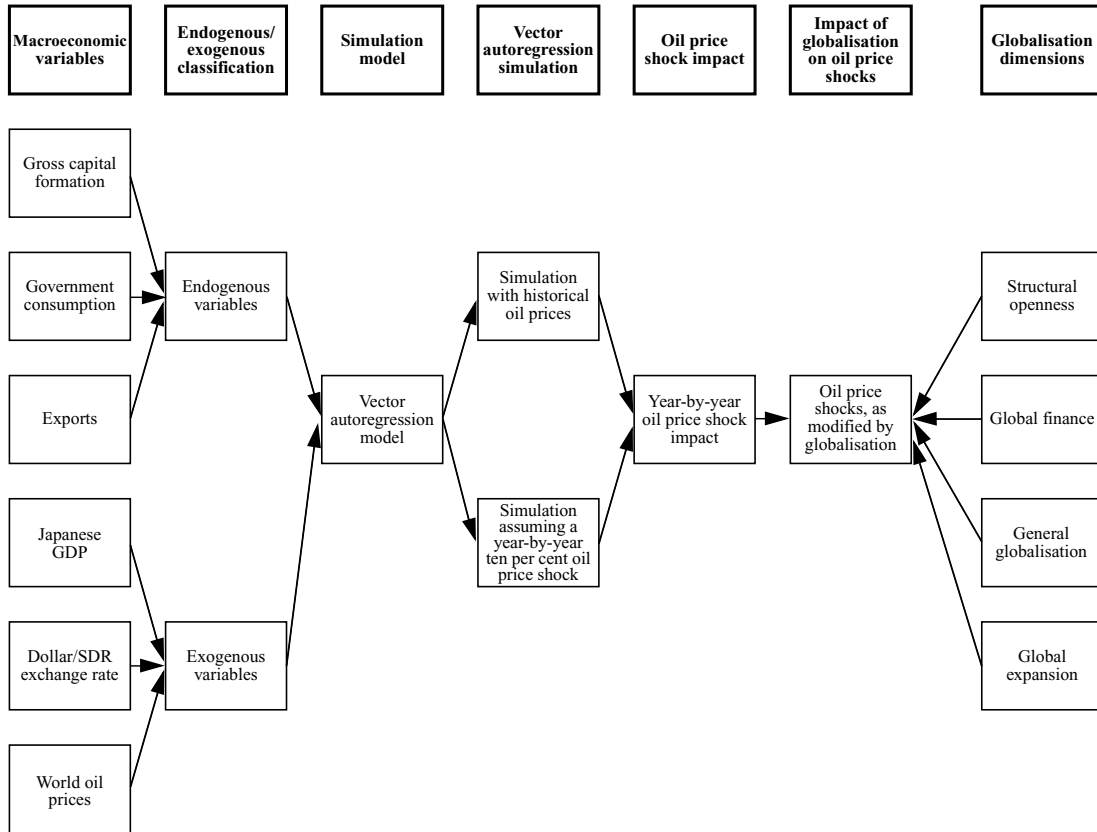 Macroeconomic
variables
Endogenous/
exogenous
classification
Simulation
model
Vector
autoregression
simulation
Oil price
shock impact
Impact of
globalisation
on oil price
shocks
Globalisation
dimensions
Gross capital
formation
Government
consumption
Exports
Japanese
GDP
Dollar/SDR
exchange rate
World oil
prices
Endogenous
variables
Exogenous
variables
Vector
autoregression
model
Simulation
with historical
oil prices
Simulation
assuming a
year-by-year
ten per cent oil
price shock
Year-by-year
oil price shock
impact
Oil price
shocks, as
modified by
globalisation
Structural
openness
Global finance
General
globalisation
Global
expansion